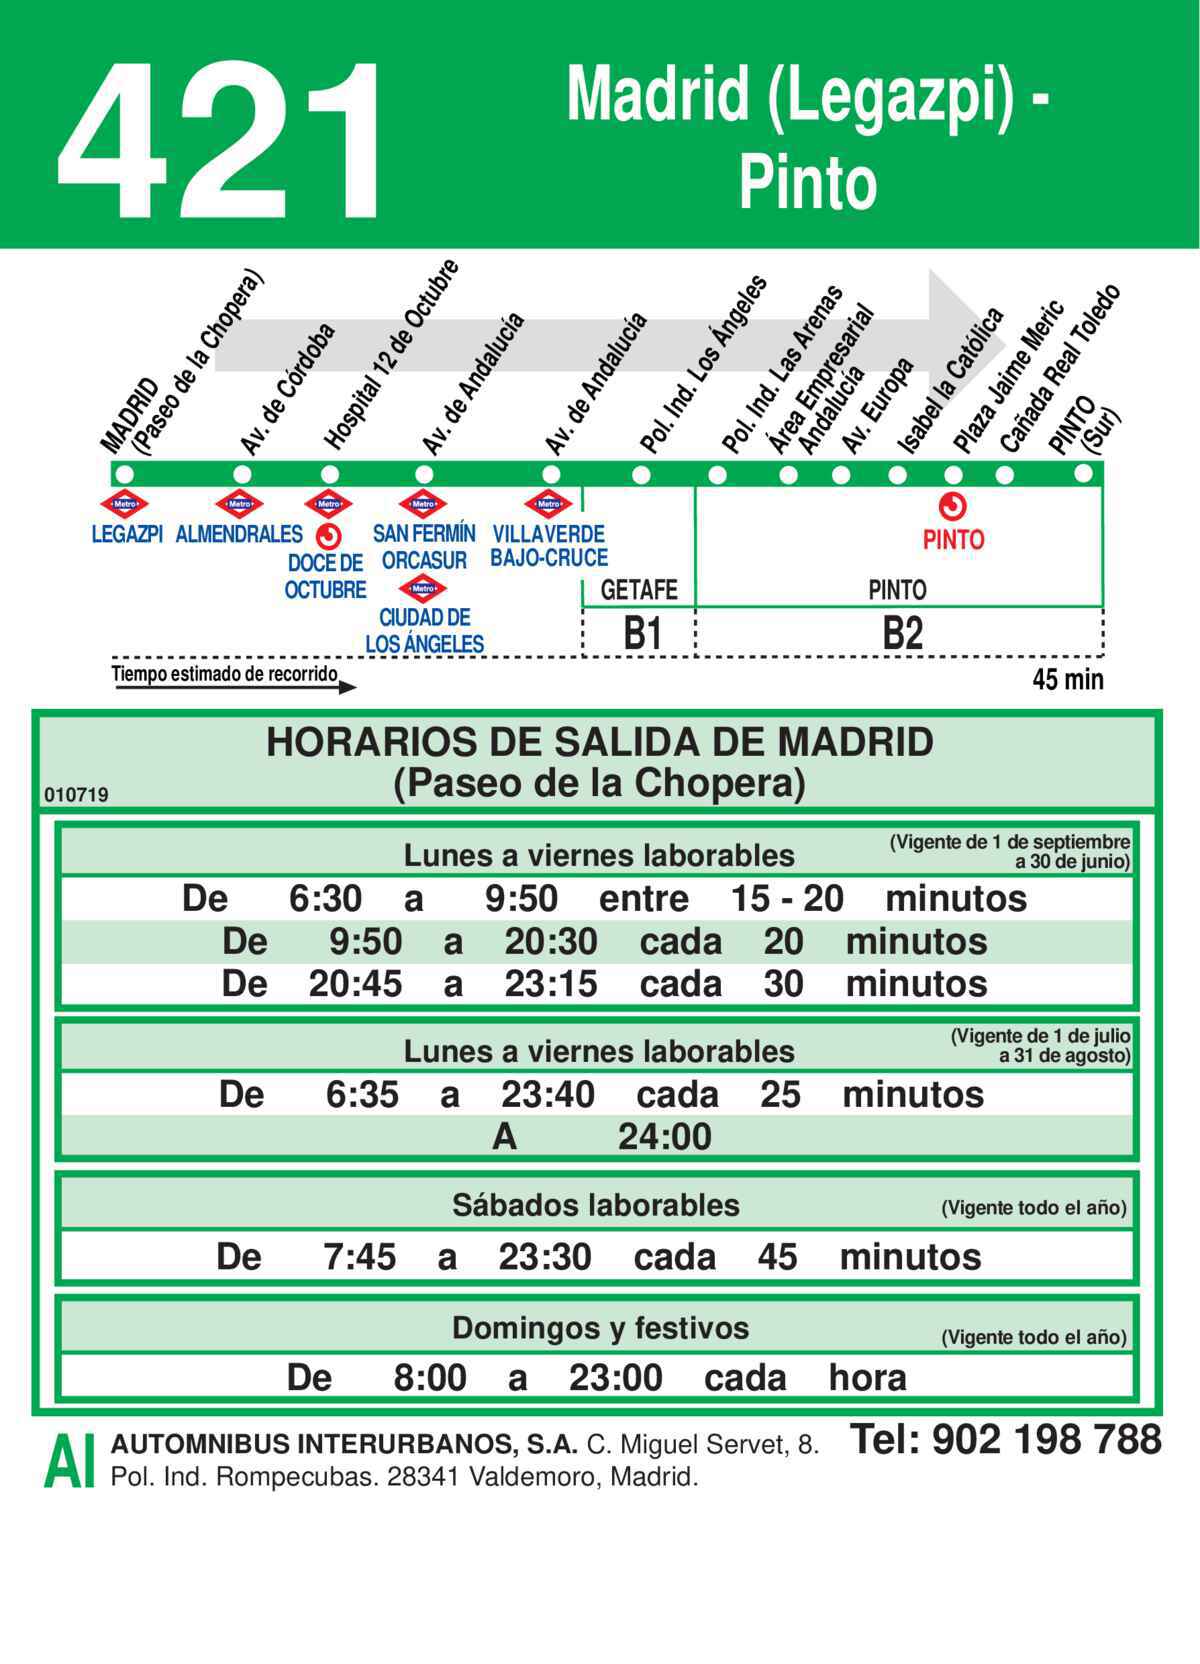 421
Madrid (Legazpi) -
Pinto
MADRID
(Paseo de la Chopera)
Av. de Córdoba
Hospital 12 de Octubre
Av. de Andalucía
Av. de Andalucía
Pol. Ind. Los Ángeles
Pol. Ind. Las Arenas
Área Empresarial
Andalucía
Av. Europa
Isabel la Católica
Plaza Jaime Meric
Cañada Real Toledo
PINTO
(Sur)
Metro Metro Metro Metro Metro
LEGAZPI ALMENDRALES
DOCE DE
OCTUBRE
SAN FERMÍN
ORCASUR
Metro
CIUDAD DE
LOS ÁNGELES
VILLAVERDE
BAJO-CRUCE
PINTO
GETAFE PINTO
B1 B2
Tiempo estimado de recorrido
45 min
HORARIOS DE SALIDA DE MADRID
(Paseo de la Chopera)
010719
Lunes a viernes laborables
(Vigente de 1 de septiembre
a 30 de junio)
De 6:30 a 9:50 entre 15 - 20 minutos
De 9:50 a 20:30 cada 20 minutos
De 20:45 a 23:15 cada 30 minutos
Lunes a viernes laborables
(Vigente de 1 de julio
a 31 de agosto)
De 6:35 a 23:40 cada 25 minutos
A 24:00
Sábados laborables (Vigente todo el año)
De 7:45 a 23:30 cada 45 minutos
Domingos y festivos (Vigente todo el año)
De 8:00 a 23:00 cada hora
AI
AUTOMNIBUS INTERURBANOS, S.A. C. Miguel Servet, 8.
Pol. Ind. Rompecubas. 28341 Valdemoro, Madrid.
Tel: 902 198 788